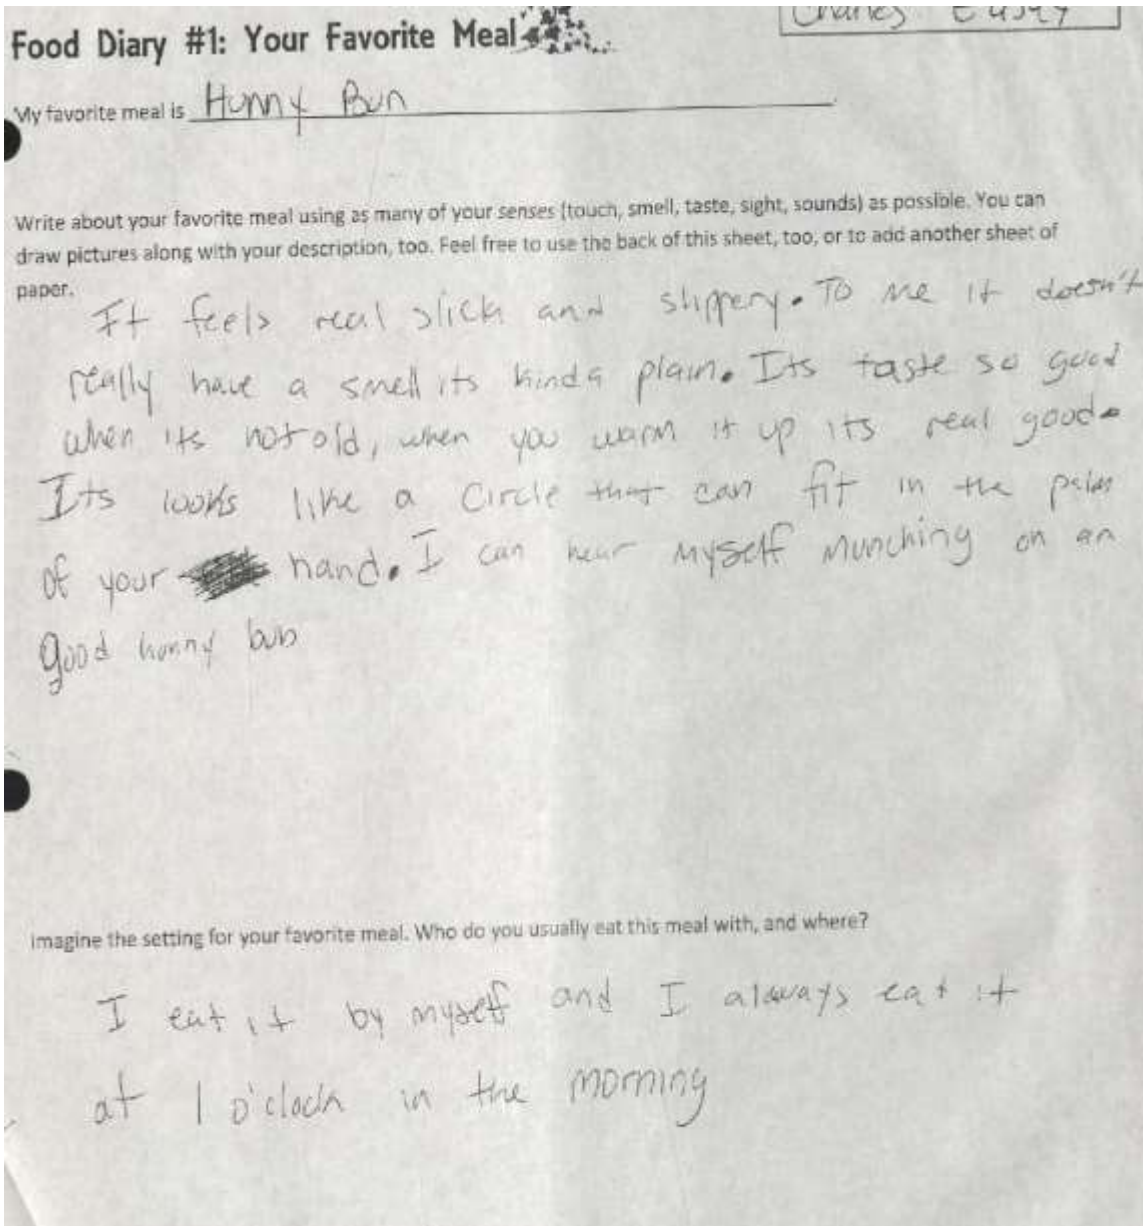 Charles
Food Diary #1: Your Favorite Meal
My favorite meal is Hunny Bun
Write about your favorite meal using as many of your senses (touch, smell, taste, sight, sounds) as possible. You can
draw pictures along with your description, too. Feel free to use the back of this sheet, too, or to add another sheet of
paper.
It feels real slick and slippery. To me it doesn't
really have a smell its kinda plain. Its taste so good
when its not old, when you warm it up its real good.
Its looks like a circle that can fit in the palm
of your hand. I can hear myself munching on an
good hunny bun
Imagine the setting for your favorite meal. Who do you usually eat this meal with, and where?
I eat it by myself and I always eat it
at 1 o'clock in the morning